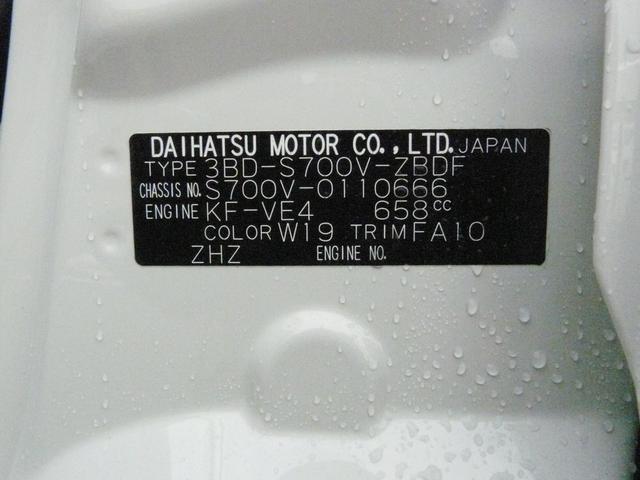 DAIHATSU MOTOR CO.,LTD. JAPAN
TYPE 3BD-S700V-ZBDF
CHASSIS NO. S700V-0110666
ENGINE KF-VE4 658cc
COLOR W19 TRIM FA10
ZHZ ENGINE NO.